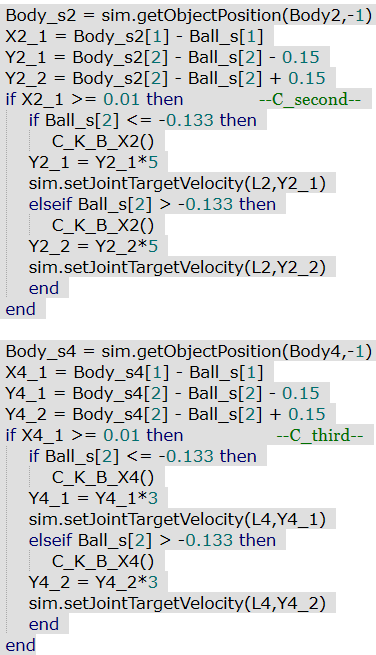 Body_s2 = sim.getObjectPosition(Body2,-1)
X2_1 = Body_s2[1] - Ball_s[1]
Y2_1 = Body_s2[2] - Ball_s[2] - 0.15
Y2_2 = Body_s2[2] - Ball_s[2] + 0.15
if X2_1 >= 0.01 then --C_second--
if Ball_s[2] <= -0.133 then
C_K_B_X2()
Y2_1 = Y2_1*5
sim.setJointTargetVelocity(L2,Y2_1)
elseif Ball_s[2] > -0.133 then
C_K_B_X2()
Y2_2 = Y2_2*5
sim.setJointTargetVelocity(L2,Y2_2)
end
end
Body_s4 = sim.getObjectPosition(Body4,-1)
X4_1 = Body_s4[1] - Ball_s[1]
Y4_1 = Body_s4[2] - Ball_s[2] - 0.15
Y4_2 = Body_s4[2] - Ball_s[2] + 0.15
if X4_1 >= 0.01 then --C_third--
if Ball_s[2] <= -0.133 then
C_K_B_X4()
Y4_1 = Y4_1*3
sim.setJointTargetVelocity(L4,Y4_1)
elseif Ball_s[2] > -0.133 then
C_K_B_X4()
Y4_2 = Y4_2*3
sim.setJointTargetVelocity(L4,Y4_2)
end
end